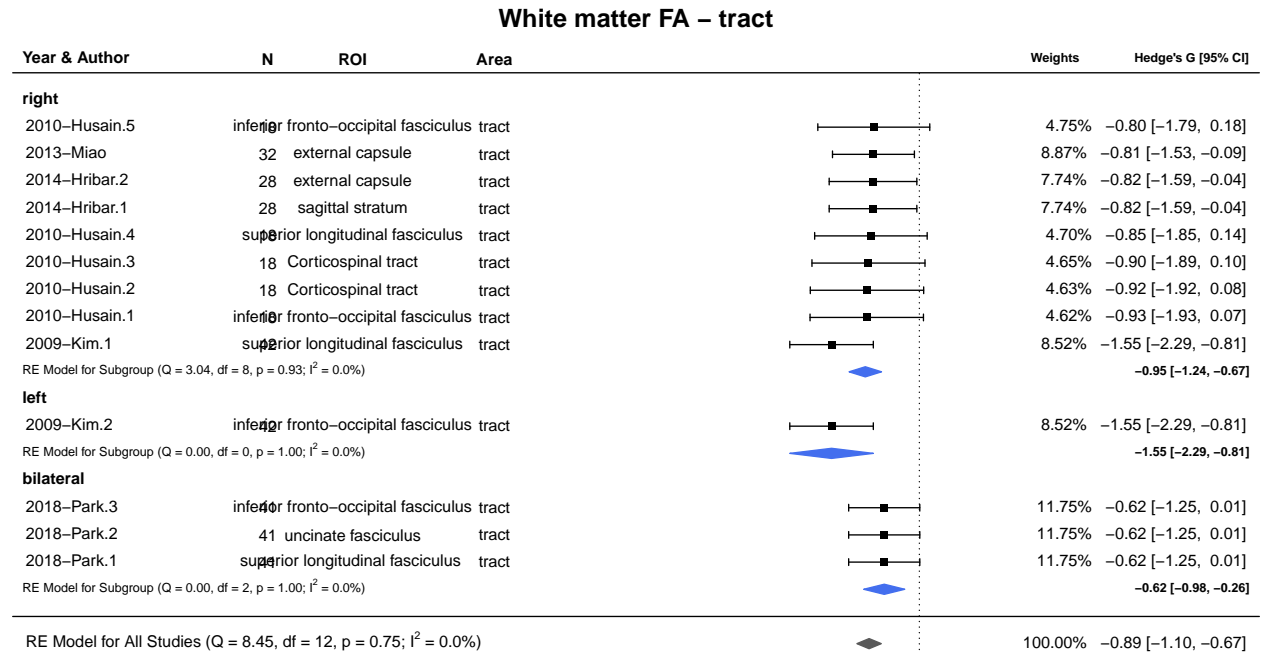 White matter FA − tract
Year & Author N ROI Area Weights Hedge's G [95% CI]
right
2010−Husain.5 18 inferior fronto−occipital fasciculus tract 4.75% −0.80 [−1.79, 0.18]
2013−Miao 32 external capsule tract 8.87% −0.81 [−1.53, −0.09]
2014−Hribar.2 28 external capsule tract 7.74% −0.82 [−1.59, −0.04]
2014−Hribar.1 28 sagittal stratum tract 7.74% −0.82 [−1.59, −0.04]
2010−Husain.4 18 superior longitudinal fasciculus tract 4.70% −0.85 [−1.85, 0.14]
2010−Husain.3 18 Corticospinal tract tract 4.65% −0.90 [−1.89, 0.10]
2010−Husain.2 18 Corticospinal tract tract 4.63% −0.92 [−1.92, 0.08]
2010−Husain.1 18 inferior fronto−occipital fasciculus tract 4.62% −0.93 [−1.93, 0.07]
2009−Kim.1 42 superior longitudinal fasciculus tract 8.52% −1.55 [−2.29, −0.81]
RE Model for Subgroup (Q = 3.04, df = 8, p = 0.93; I² = 0.0%) −0.95 [−1.24, −0.67]
left
2009−Kim.2 42 inferior fronto−occipital fasciculus tract 8.52% −1.55 [−2.29, −0.81]
RE Model for Subgroup (Q = 0.00, df = 0, p = 1.00; I² = 0.0%) −1.55 [−2.29, −0.81]
bilateral
2018−Park.3 41 inferior fronto−occipital fasciculus tract 11.75% −0.62 [−1.25, 0.01]
2018−Park.2 41 uncinate fasciculus tract 11.75% −0.62 [−1.25, 0.01]
2018−Park.1 41 superior longitudinal fasciculus tract 11.75% −0.62 [−1.25, 0.01]
RE Model for Subgroup (Q = 0.00, df = 2, p = 1.00; I² = 0.0%) −0.62 [−0.98, −0.26]
RE Model for All Studies (Q = 8.45, df = 12, p = 0.75; I² = 0.0%) 100.00% −0.89 [−1.10, −0.67]